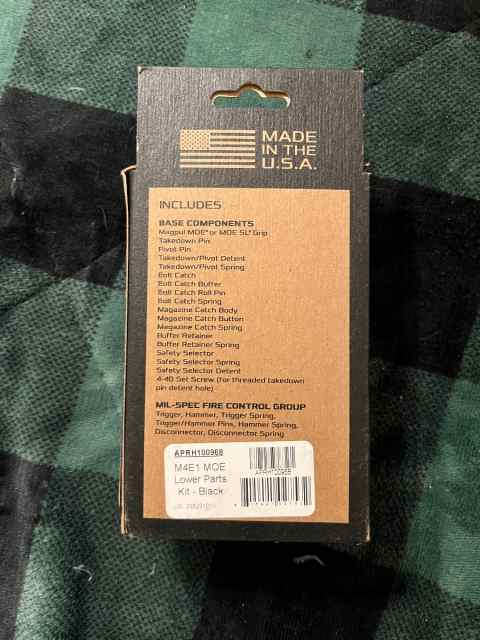 MADE
IN THE
U.S.A.
INCLUDES
BASE COMPONENTS
Magpul MOE® or MOE SL® Grip
Takedown Pin
Pivot Pin
Takedown/Pivot Detent
Takedown/Pivot Spring
Bolt Catch
Bolt Catch Buffer
Bolt Catch Roll Pin
Bolt Catch Spring
Magazine Catch Body
Magazine Catch Button
Magazine Catch Spring
Buffer Retainer
Buffer Retainer Spring
Safety Selector
Safety Selector Spring
Safety Selector Detent
4-40 Set Screw (for threaded takedown
pin detent hole)
MIL-SPEC FIRE CONTROL GROUP
Trigger, Hammer, Trigger Spring,
Trigger/Hammer Pins, Hammer Spring,
Disconnector, Disconnector Spring
APRH100968
M4E1 MOE
Lower Parts
Kit - Black
APRH100968